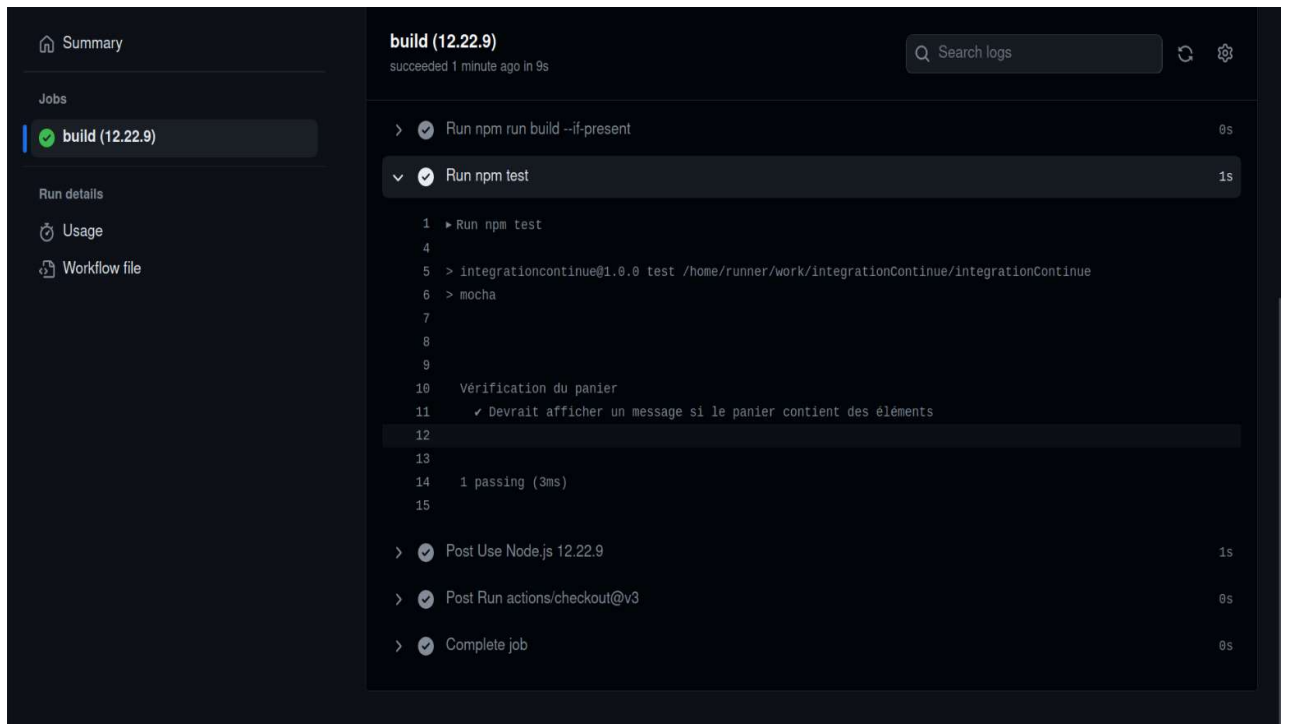 Summary
Jobs
build (12.22.9)
Run details
Usage
Workflow file
build (12.22.9)
succeeded 1 minute ago in 9s
Search logs
Run npm run build --if-present 0s
Run npm test 1s
1 ▸ Run npm test
4
5 > integrationcontinue@1.0.0 test /home/runner/work/integrationContinue/integrationContinue
6 > mocha
7
8
9
10 Vérification du panier
11 ✔ Devrait afficher un message si le panier contient des éléments
12
13
14 1 passing (3ms)
15
Post Use Node.js 12.22.9 1s
Post Run actions/checkout@v3 0s
Complete job 0s